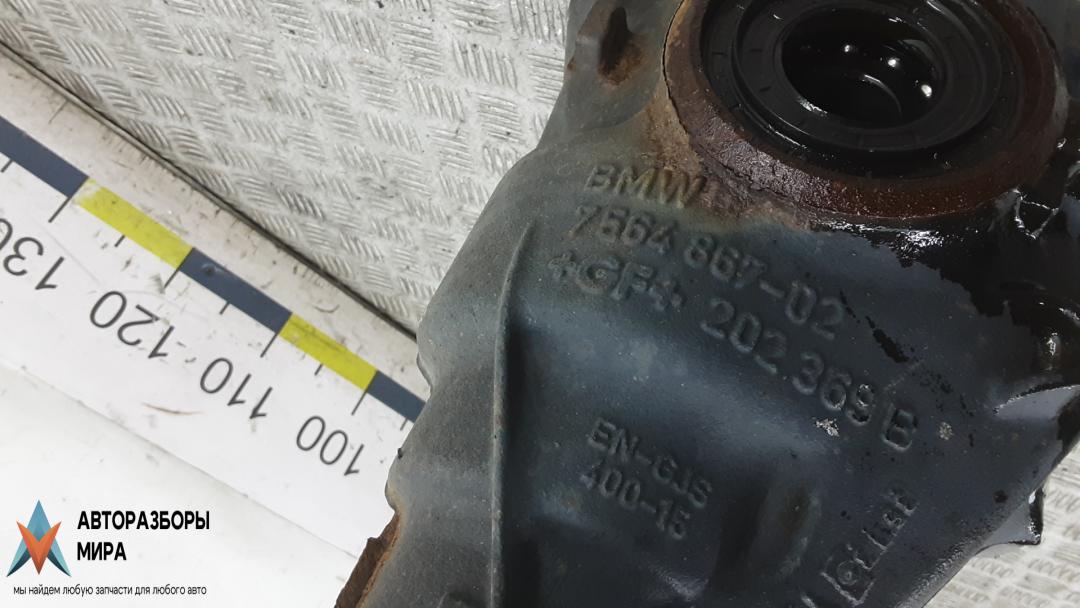 BMW
7564 867-02
+GF+ 202.369 B
EN-GJS
400-15
130
120
110
100
АВТОРАЗБОРЫ
МИРА
мы найдем любую запчасти для любого авто